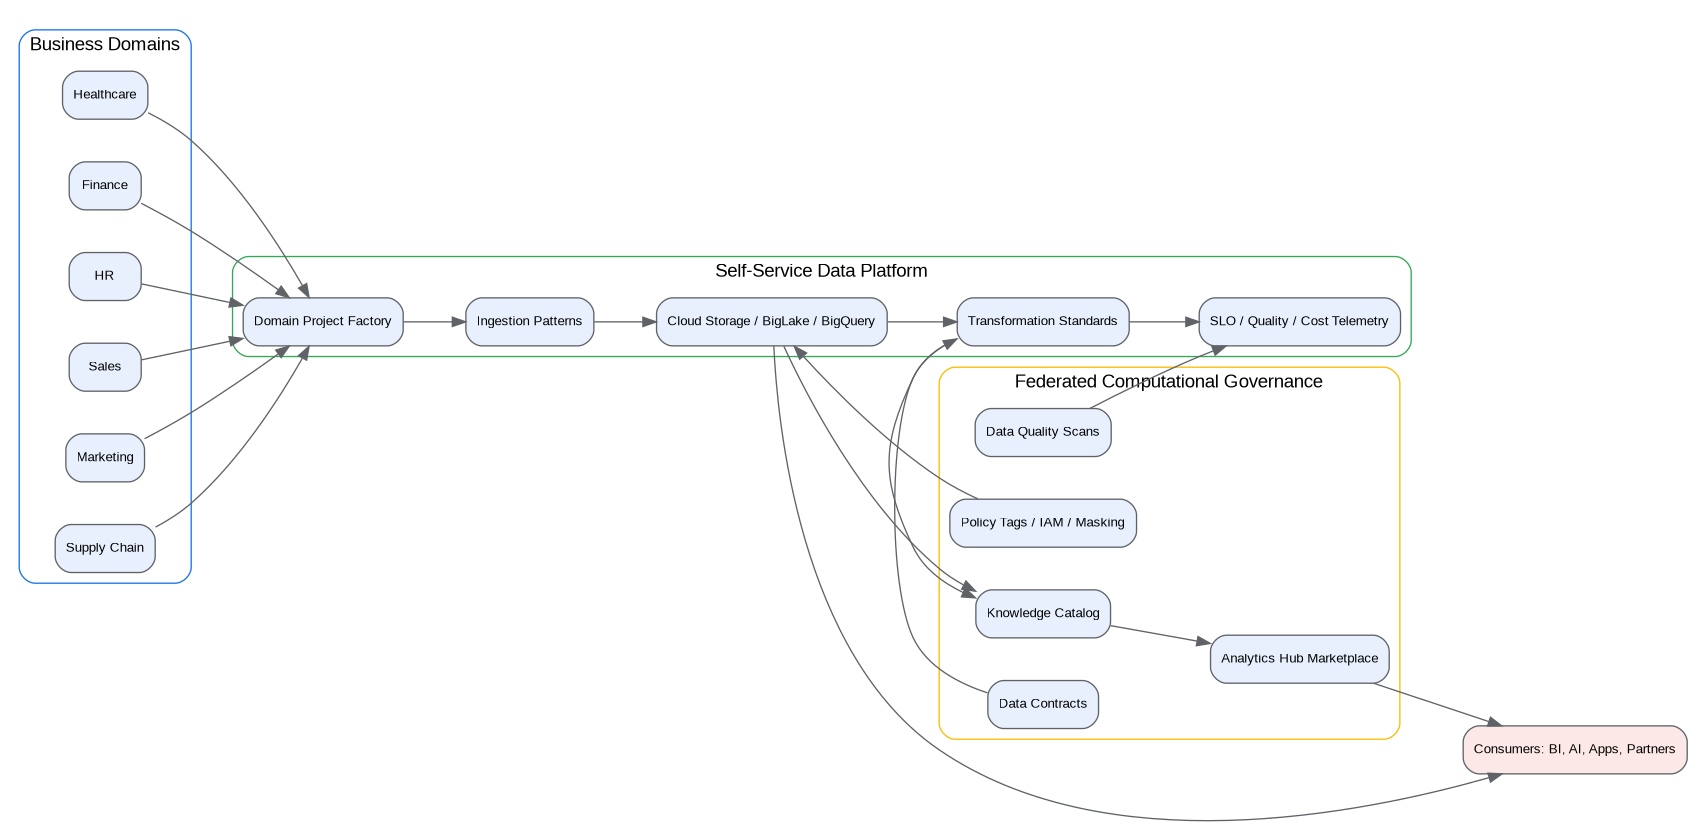 Business Domains
Healthcare
Finance
HR
Sales
Marketing
Supply Chain
Self-Service Data Platform
Domain Project Factory
Ingestion Patterns
Cloud Storage / BigLake / BigQuery
Transformation Standards
SLO / Quality / Cost Telemetry
Federated Computational Governance
Data Quality Scans
Policy Tags / IAM / Masking
Knowledge Catalog
Analytics Hub Marketplace
Data Contracts
Consumers: BI, AI, Apps, Partners